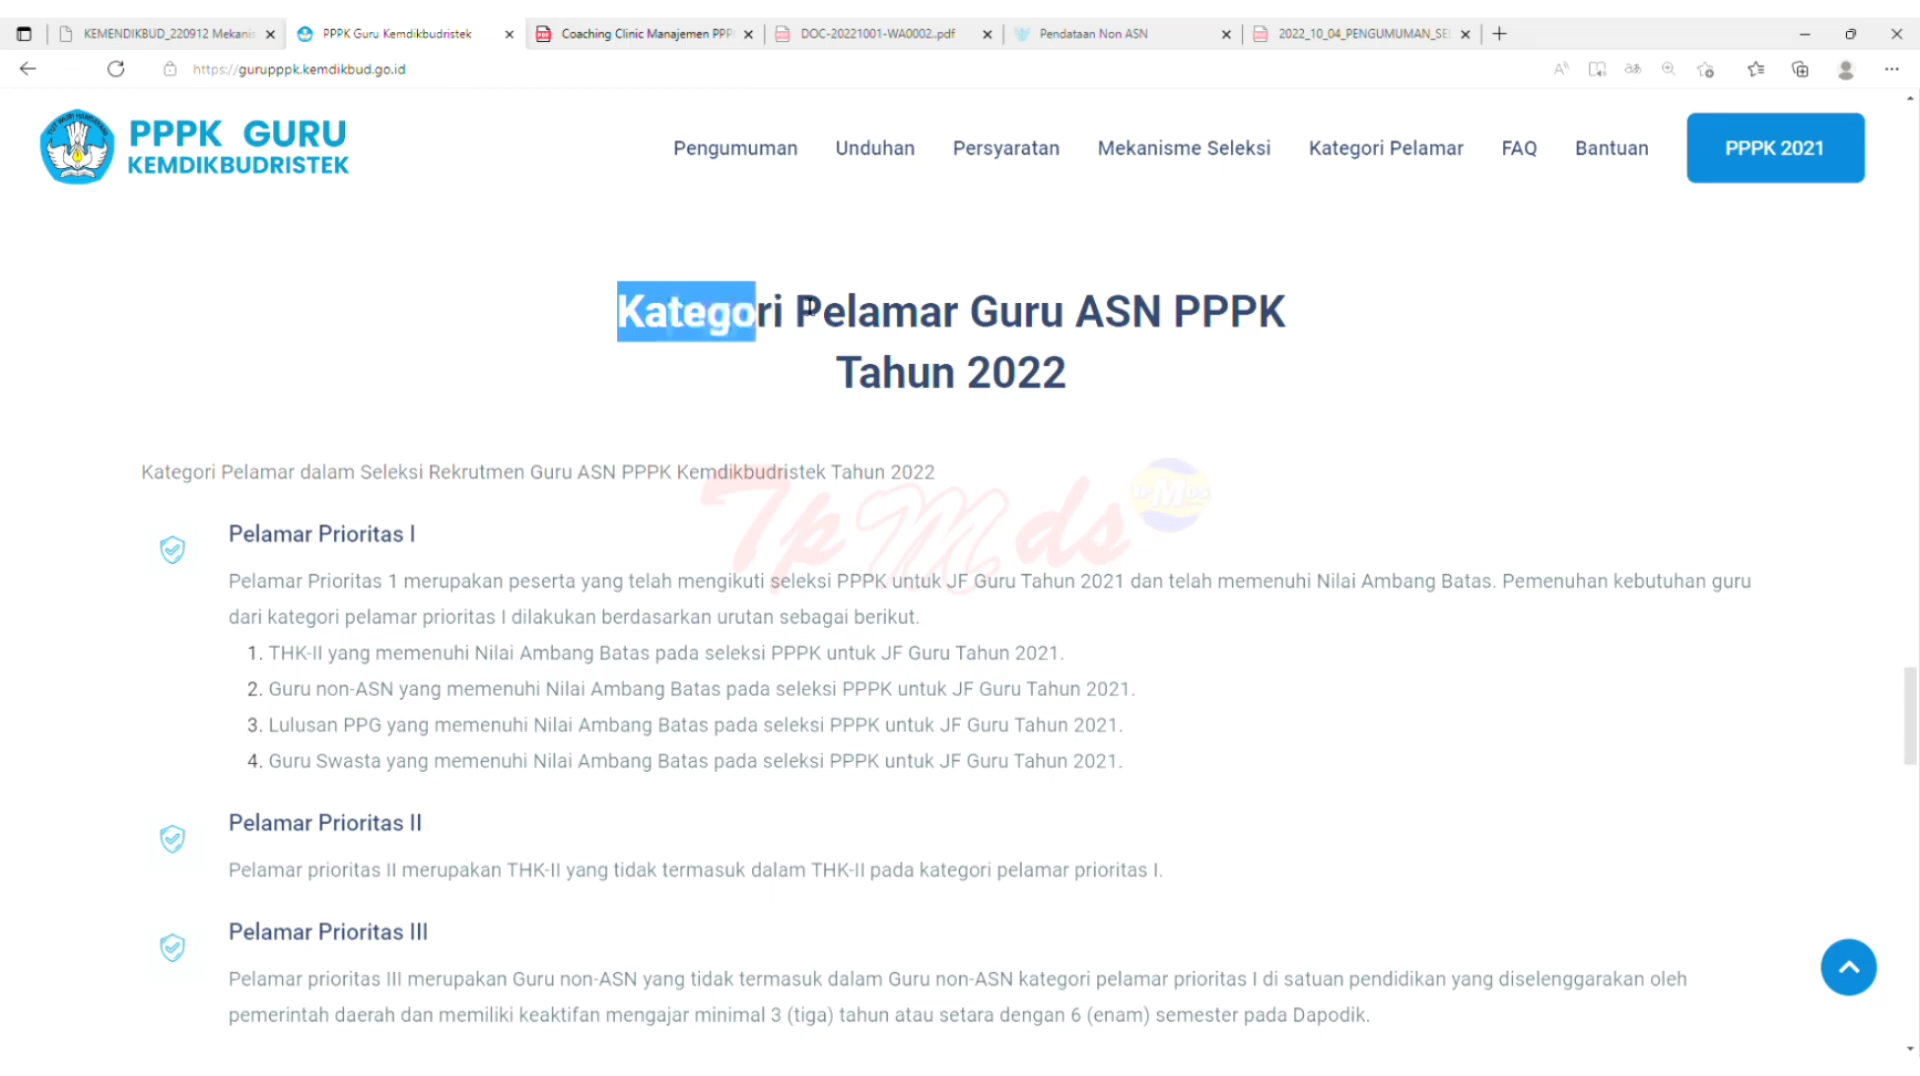 KEMENDIKBUD_220912 Mekanis
PPPK Guru Kemdikbudristek
Coaching Clinic Manajemen PPP
DOC-20221001-WA0002..pdf
Pendataan Non ASN
2022_10_04_PENGUMUMAN_SE
https://gurupppk.kemdikbud.go.id
PPPK GURU
KEMDIKBUDRISTEK
Pengumuman
Unduhan
Persyaratan
Mekanisme Seleksi
Kategori Pelamar
FAQ
Bantuan
PPPK 2021
Kategori Pelamar Guru ASN PPPK
Tahun 2022
Kategori Pelamar dalam Seleksi Rekrutmen Guru ASN PPPK Kemdikbudristek Tahun 2022
TpMds
Pelamar Prioritas I
Pelamar Prioritas 1 merupakan peserta yang telah mengikuti seleksi PPPK untuk JF Guru Tahun 2021 dan telah memenuhi Nilai Ambang Batas. Pemenuhan kebutuhan guru
dari kategori pelamar prioritas I dilakukan berdasarkan urutan sebagai berikut.
1. THK-II yang memenuhi Nilai Ambang Batas pada seleksi PPPK untuk JF Guru Tahun 2021.
2. Guru non-ASN yang memenuhi Nilai Ambang Batas pada seleksi PPPK untuk JF Guru Tahun 2021.
3. Lulusan PPG yang memenuhi Nilai Ambang Batas pada seleksi PPPK untuk JF Guru Tahun 2021.
4. Guru Swasta yang memenuhi Nilai Ambang Batas pada seleksi PPPK untuk JF Guru Tahun 2021.
Pelamar Prioritas II
Pelamar prioritas II merupakan THK-II yang tidak termasuk dalam THK-II pada kategori pelamar prioritas I.
Pelamar Prioritas III
Pelamar prioritas III merupakan Guru non-ASN yang tidak termasuk dalam Guru non-ASN kategori pelamar prioritas I di satuan pendidikan yang diselenggarakan oleh
pemerintah daerah dan memiliki keaktifan mengajar minimal 3 (tiga) tahun atau setara dengan 6 (enam) semester pada Dapodik.